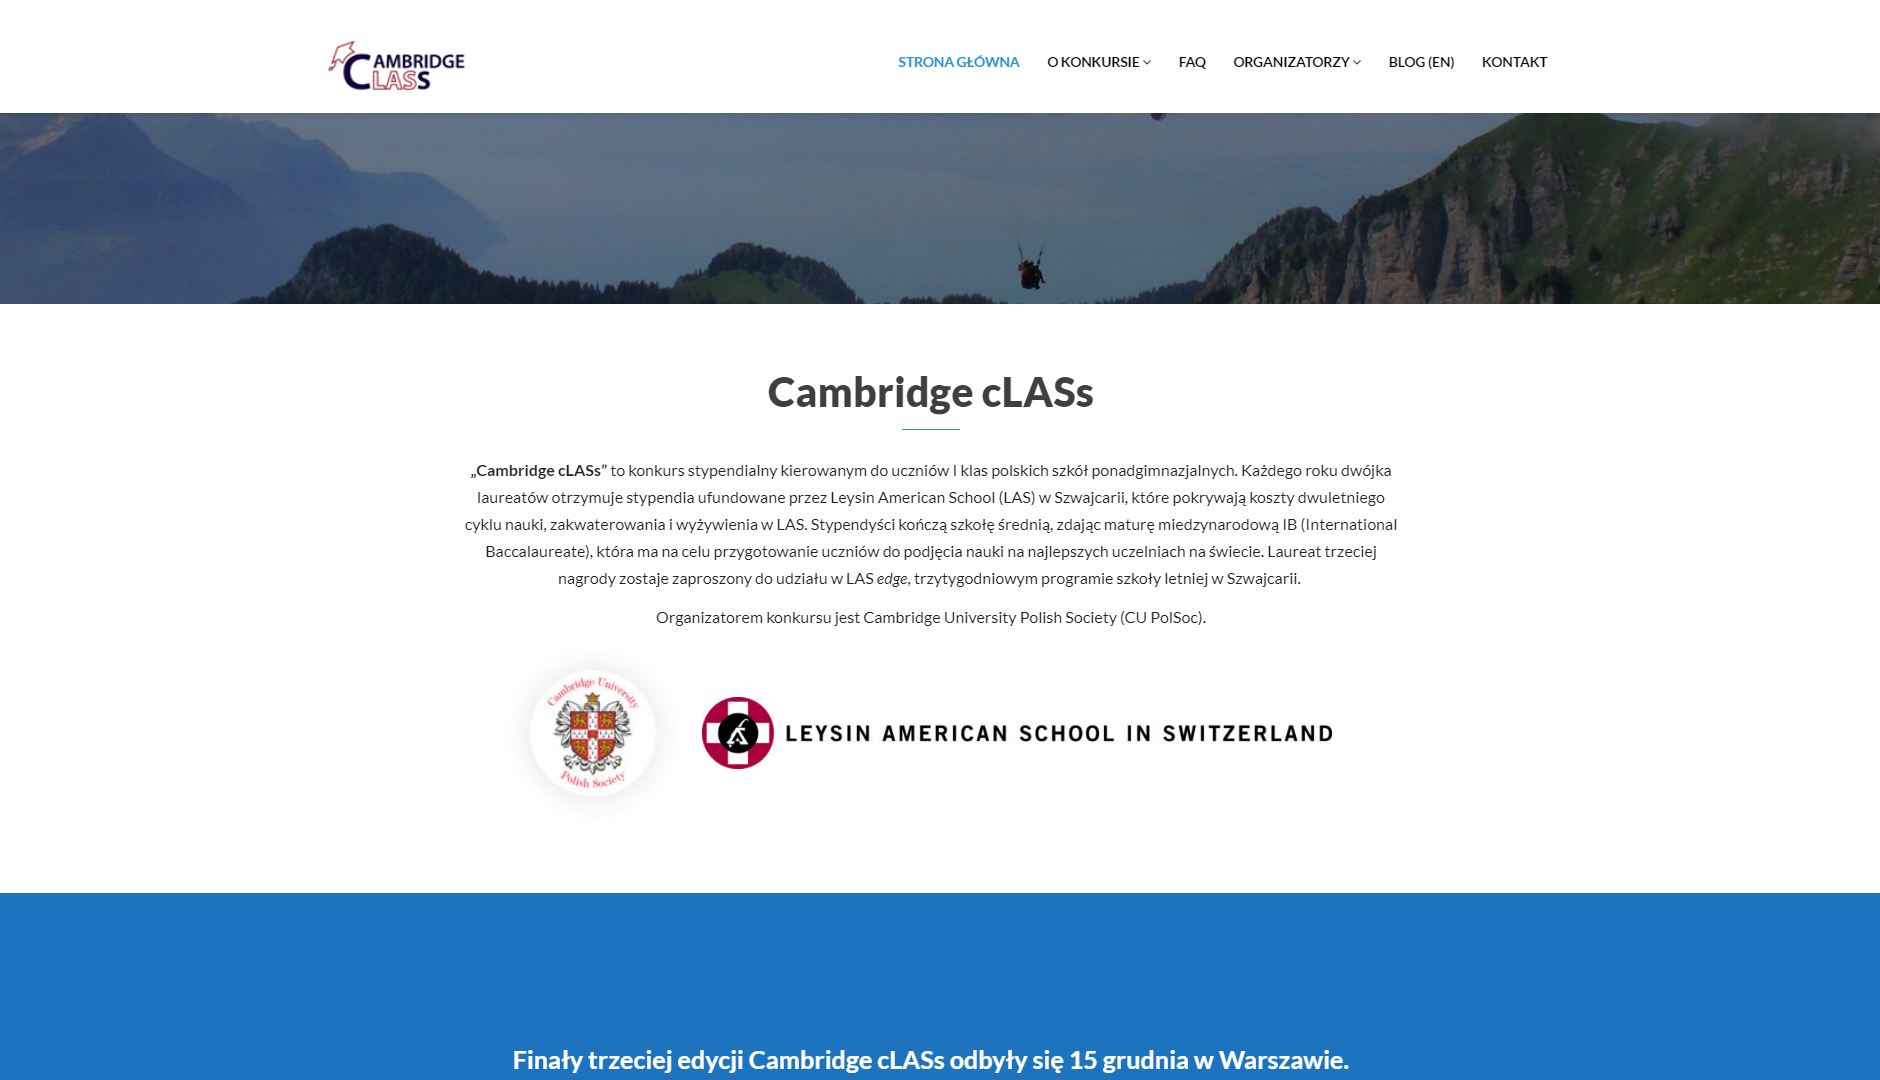 CAMBRIDGE
CLASS
STRONA GŁÓWNA
O KONKURSIE
FAQ
ORGANIZATORZY
BLOG (EN)
KONTAKT
Cambridge cLASs
„Cambridge cLASs” to konkurs stypendialny kierowanym do uczniów I klas polskich szkół ponadgimnazjalnych. Każdego roku dwójka
laureatów otrzymuje stypendia ufundowane przez Leysin American School (LAS) w Szwajcarii, które pokrywają koszty dwuletniego
cyklu nauki, zakwaterowania i wyżywienia w LAS. Stypendyści kończą szkołę średnią, zdając maturę miedzynarodową IB (International
Baccalaureate), która ma na celu przygotowanie uczniów do podjęcia nauki na najlepszych uczelniach na świecie. Laureat trzeciej
nagrody zostaje zaproszony do udziału w LAS edge, trzytygodniowym programie szkoły letniej w Szwajcarii.
Organizatorem konkursu jest Cambridge University Polish Society (CU PolSoc).
Cambridge University
Polish Society
LEYSIN AMERICAN SCHOOL IN SWITZERLAND
Finały trzeciej edycji Cambridge cLASs odbyły się 15 grudnia w Warszawie.